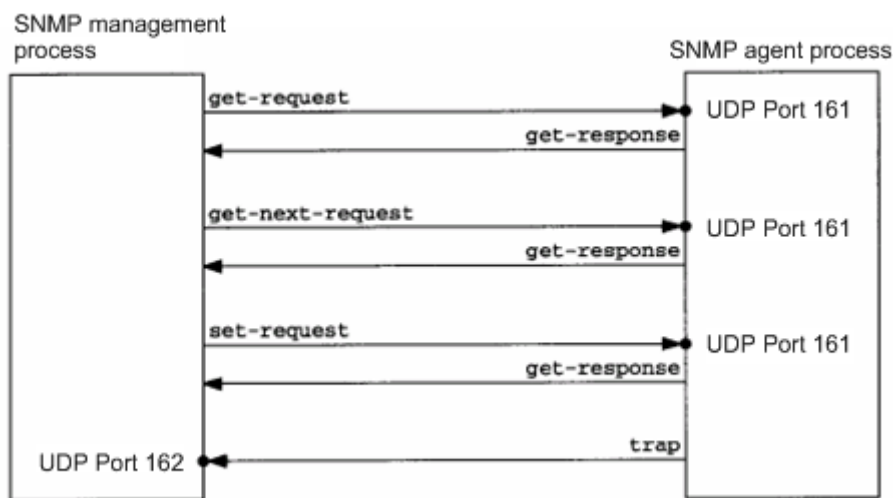 SNMP management
process
SNMP agent process
get-request
UDP Port 161
get-response
get-next-request
UDP Port 161
get-response
set-request
UDP Port 161
get-response
trap
UDP Port 162